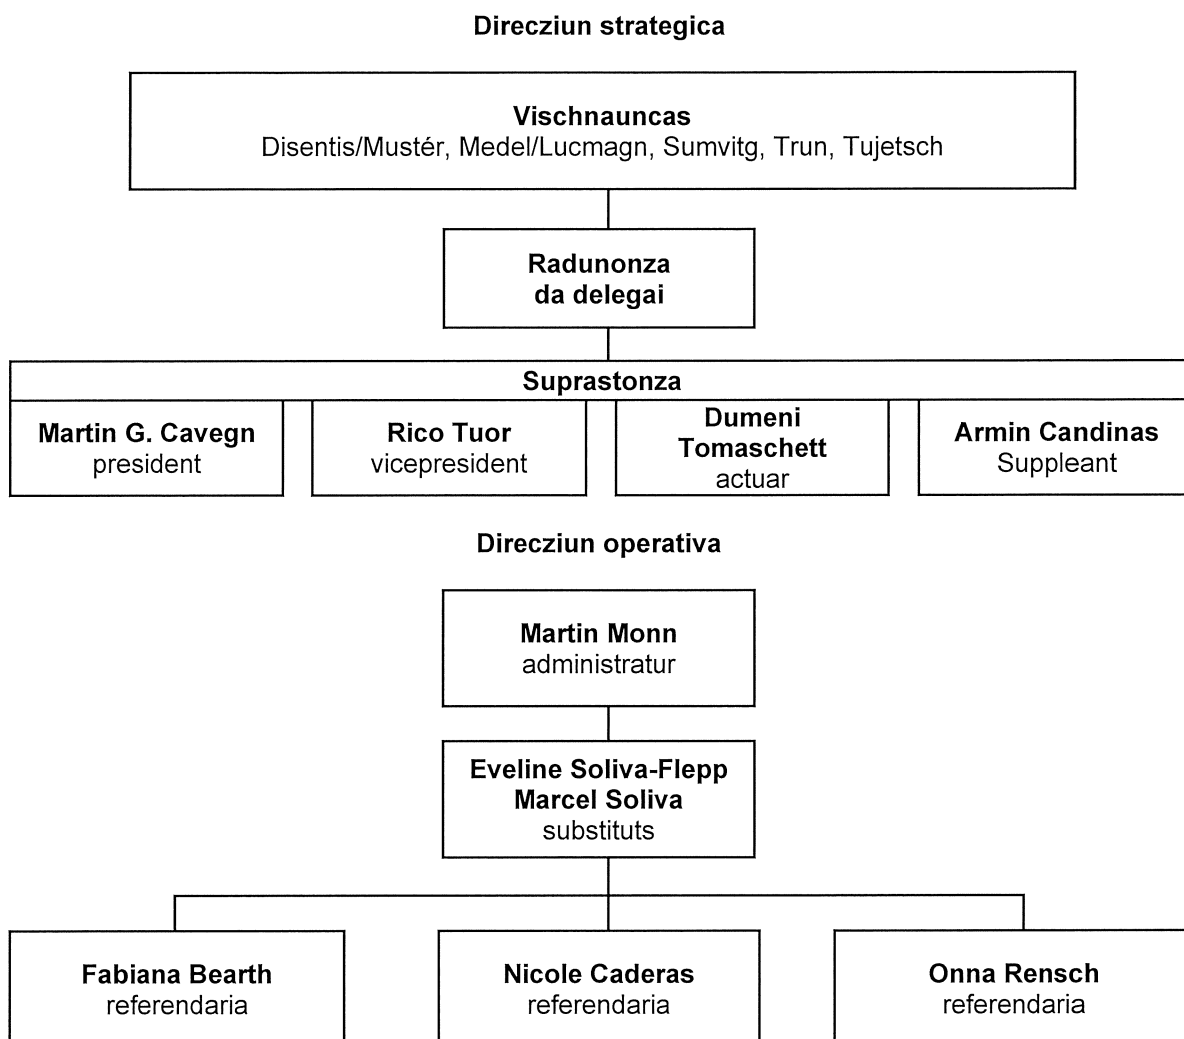 Direcziun strategica
Vischnauncas
Disentis/Mustér, Medel/Lucmagn, Sumvitg, Trun, Tujetsch
Radunonza
da delegai
Suprastonza
Martin G. Cavegn
president
Rico Tuor
vicepresident
Dumeni
Tomaschett
actuar
Armin Candinas
Suppleant
Direcziun operativa
Martin Monn
administratur
Eveline Soliva-Flepp
Marcel Soliva
substituts
Fabiana Bearth
referendaria
Nicole Caderas
referendaria
Onna Rensch
referendaria